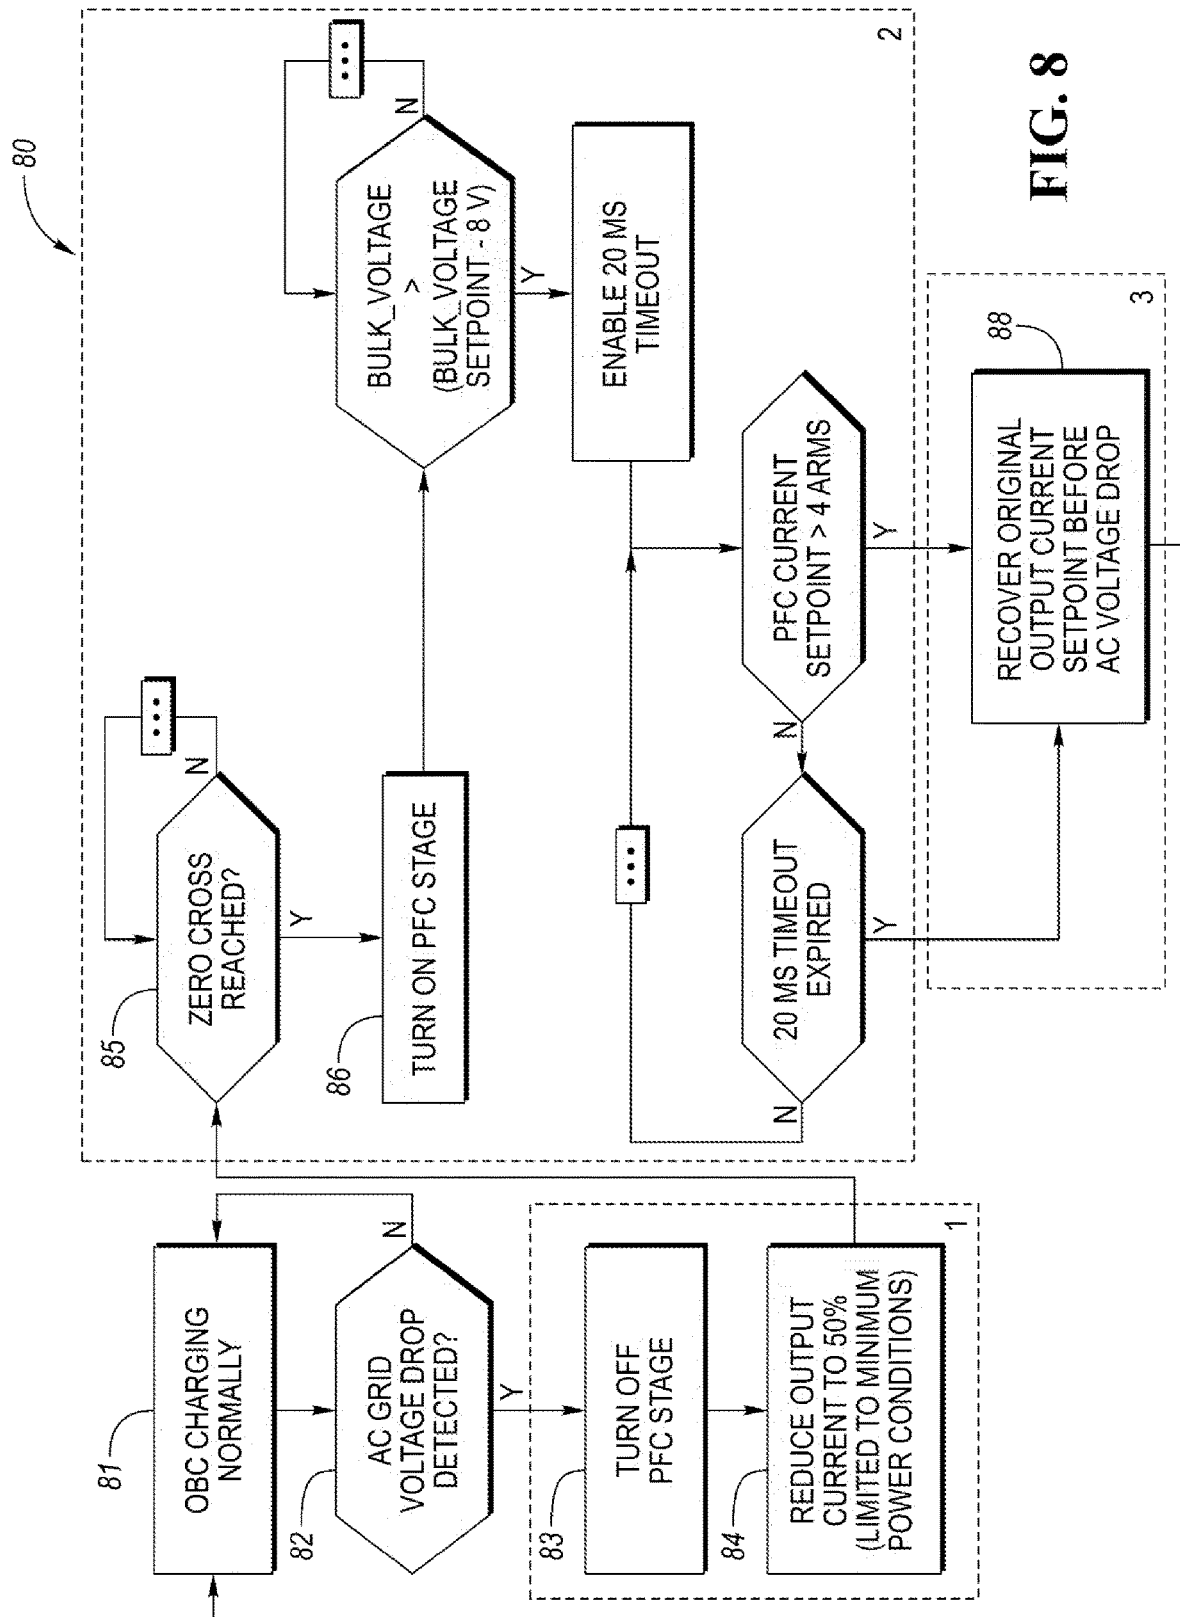 80
81
OBC CHARGING
NORMALLY
82
AC GRID
VOLTAGE DROP
DETECTED?
N
Y
83
TURN OFF
PFC STAGE
84
REDUCE OUTPUT
CURRENT TO 50%
(LIMITED TO MINIMUM
POWER CONDITIONS)
1
85
ZERO CROSS
REACHED?
N
Y
86
TURN ON PFC STAGE
BULK_VOLTAGE
>
(BULK_VOLTAGE
SETPOINT - 8 V)
N
Y
ENABLE 20 MS
TIMEOUT
PFC CURRENT
SETPOINT > 4 ARMS
N
Y
20 MS TIMEOUT
EXPIRED
N
Y
2
88
RECOVER ORIGINAL
OUTPUT CURRENT
SETPOINT BEFORE
AC VOLTAGE DROP
3
FIG. 8